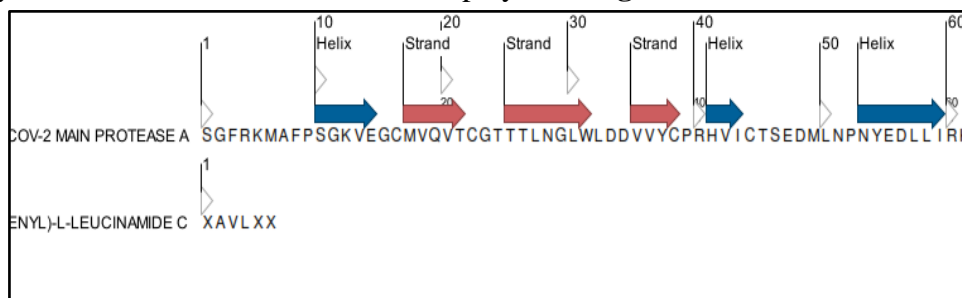 10 20 30 40 60
1 Helix Strand Strand Strand Helix 50 Helix
20 40 60
COV-2 MAIN PROTEASE A SGFRKMAFPSGKVEGCMVQVTCGTTTLNGLWLDDVVYCPRHVICTSEDMLNPNYEDLLIR
1
ENYL)-L-LEUCINAMIDE C XAVLXX